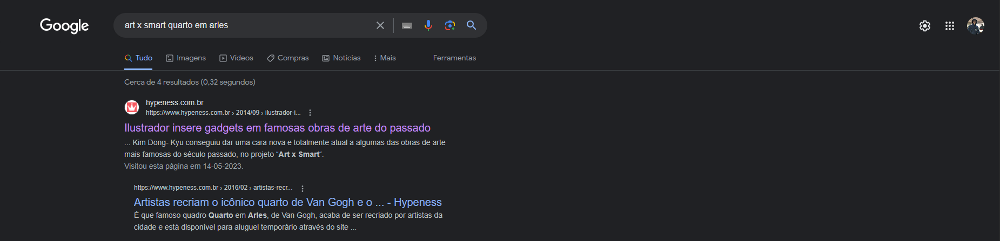 Google art x smart quarto em arles
Tudo Imagens Vídeos Compras Notícias Mais Ferramentas
Cerca de 4 resultados (0,32 segundos)
hypeness.com.br
https://www.hypeness.com.br › 2014/09 › ilustrador-i...
Ilustrador insere gadgets em famosas obras de arte do passado
... Kim Dong- Kyu conseguiu dar uma cara nova e totalmente atual a algumas das obras de arte
mais famosas do século passado, no projeto “Art x Smart“.
Visitou esta página em 14-05-2023.
https://www.hypeness.com.br › 2016/02 › artistas-recr...
Artistas recriam o icônico quarto de Van Gogh e o ... - Hypeness
É que famoso quadro Quarto em Arles, de Van Gogh, acaba de ser recriado por artistas da
cidade e está disponível para aluguel temporário através do site ...